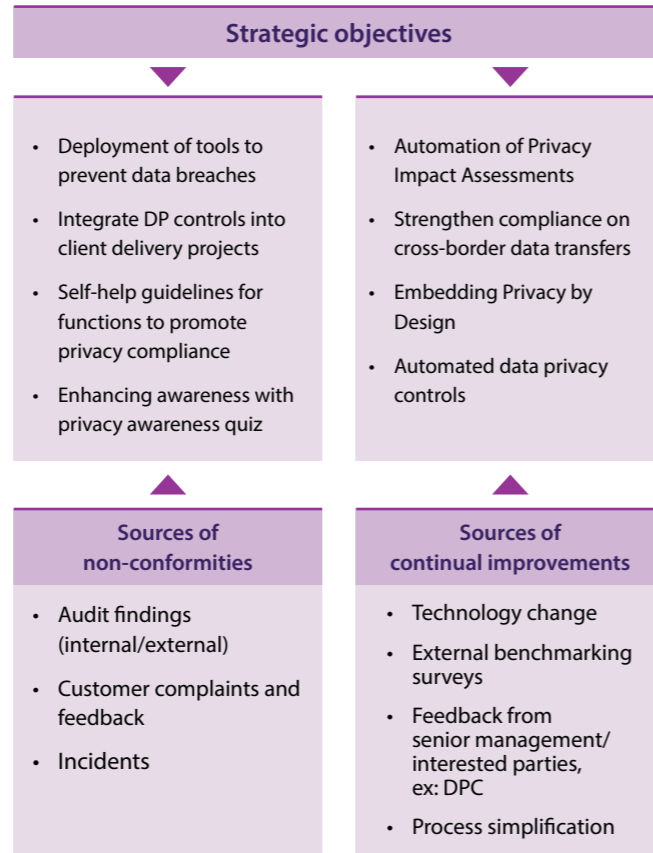 Strategic objectives
• Deployment of tools to
prevent data breaches
• Integrate DP controls into
client delivery projects
• Self-help guidelines for
functions to promote
privacy compliance
• Enhancing awareness with
privacy awareness quiz
• Automation of Privacy
Impact Assessments
• Strengthen compliance on
cross-border data transfers
• Embedding Privacy by
Design
• Automated data privacy
controls
Sources of
non-conformities
• Audit findings
(internal/external)
• Customer complaints and
feedback
• Incidents
Sources of
continual improvements
• Technology change
• External benchmarking
surveys
• Feedback from
senior management/
interested parties,
ex: DPC
• Process simplification